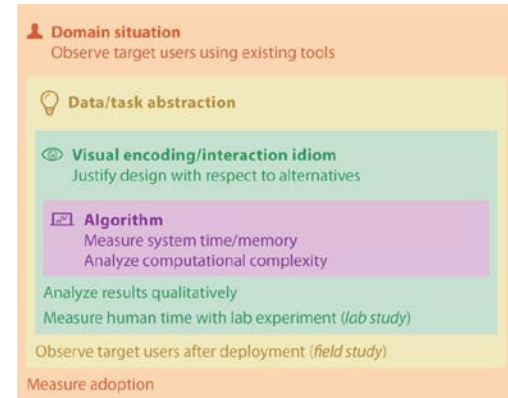 Domain situation
Observe target users using existing tools
Data/task abstraction
Visual encoding/interaction idiom
Justify design with respect to alternatives
Algorithm
Measure system time/memory
Analyze computational complexity
Analyze results qualitatively
Measure human time with lab experiment (lab study)
Observe target users after deployment (field study)
Measure adoption